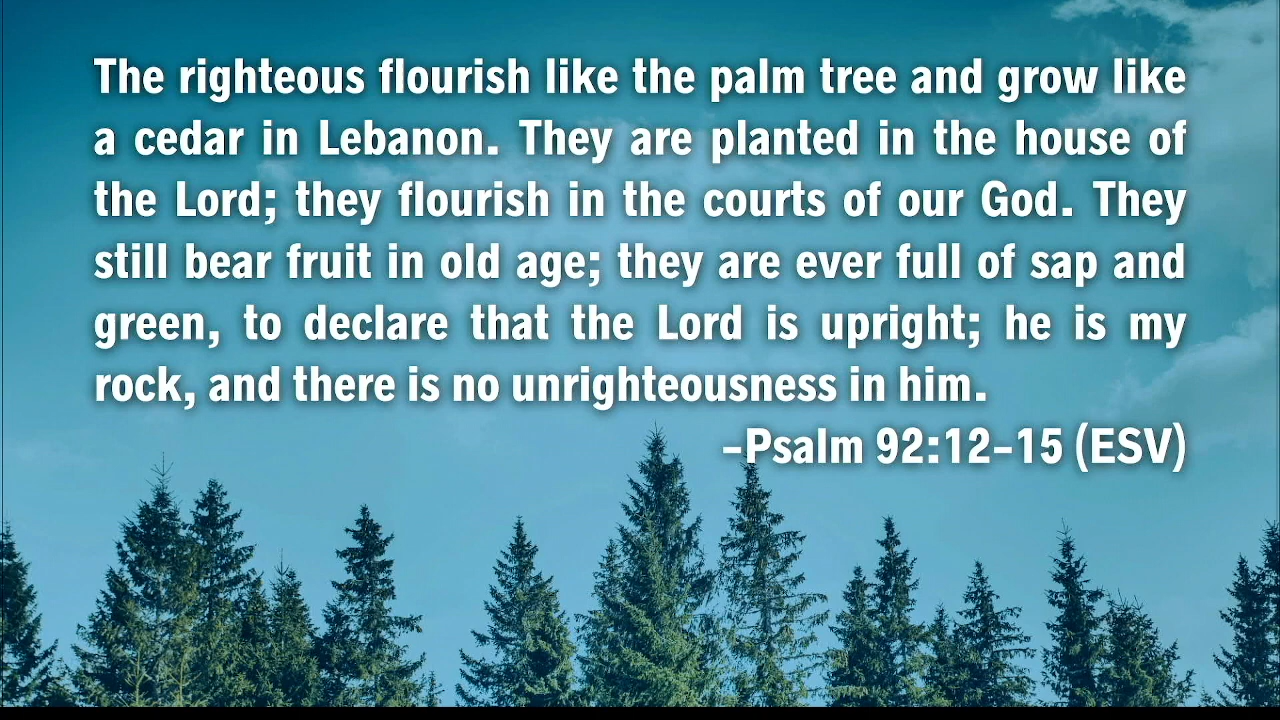 The righteous flourish like the palm tree and grow like
a cedar in Lebanon. They are planted in the house of
the Lord; they flourish in the courts of our God. They
still bear fruit in old age; they are ever full of sap and
green, to declare that the Lord is upright; he is my
rock, and there is no unrighteousness in him.
–Psalm 92:12–15 (ESV)